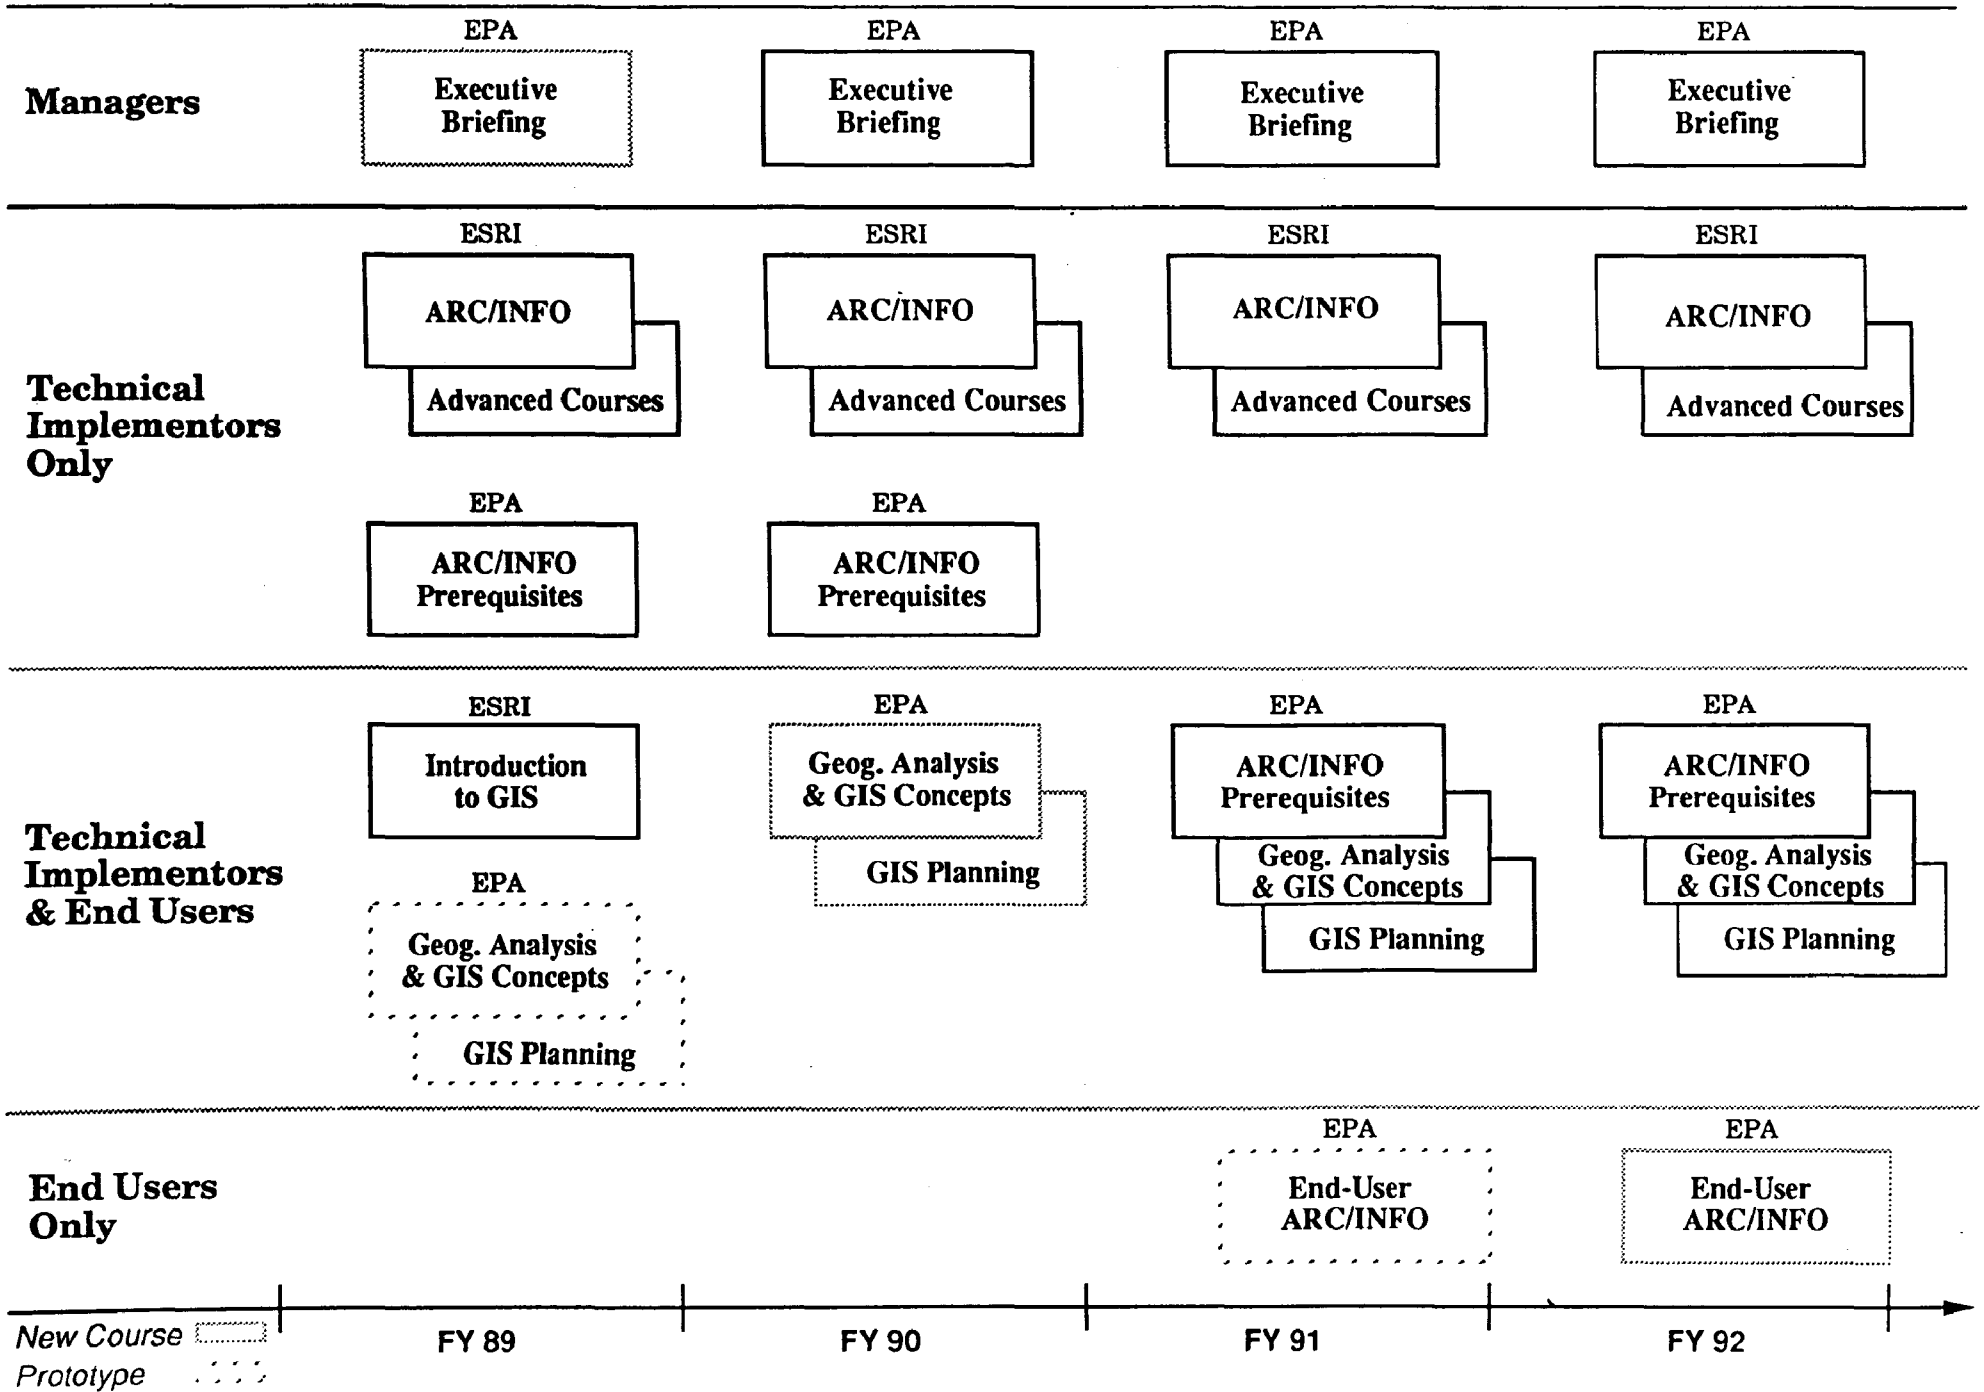 EPA EPA EPA EPA
Managers
Executive Briefing
Executive Briefing
Executive Briefing
Executive Briefing
ESRI ESRI ESRI ESRI
Technical
Implementors
Only
ARC/INFO
Advanced Courses
ARC/INFO
Advanced Courses
ARC/INFO
Advanced Courses
ARC/INFO
Advanced Courses
EPA EPA
ARC/INFO
Prerequisites
ARC/INFO
Prerequisites
Technical
Implementors
& End Users
ESRI
Introduction
to GIS
EPA
Geog. Analysis
& GIS Concepts
GIS Planning
EPA
Geog. Analysis
& GIS Concepts
GIS Planning
EPA
ARC/INFO
Prerequisites
Geog. Analysis
& GIS Concepts
GIS Planning
EPA
ARC/INFO
Prerequisites
Geog. Analysis
& GIS Concepts
GIS Planning
End Users
Only
EPA
End-User
ARC/INFO
EPA
End-User
ARC/INFO
New Course
Prototype
FY 89 FY 90 FY 91 FY 92